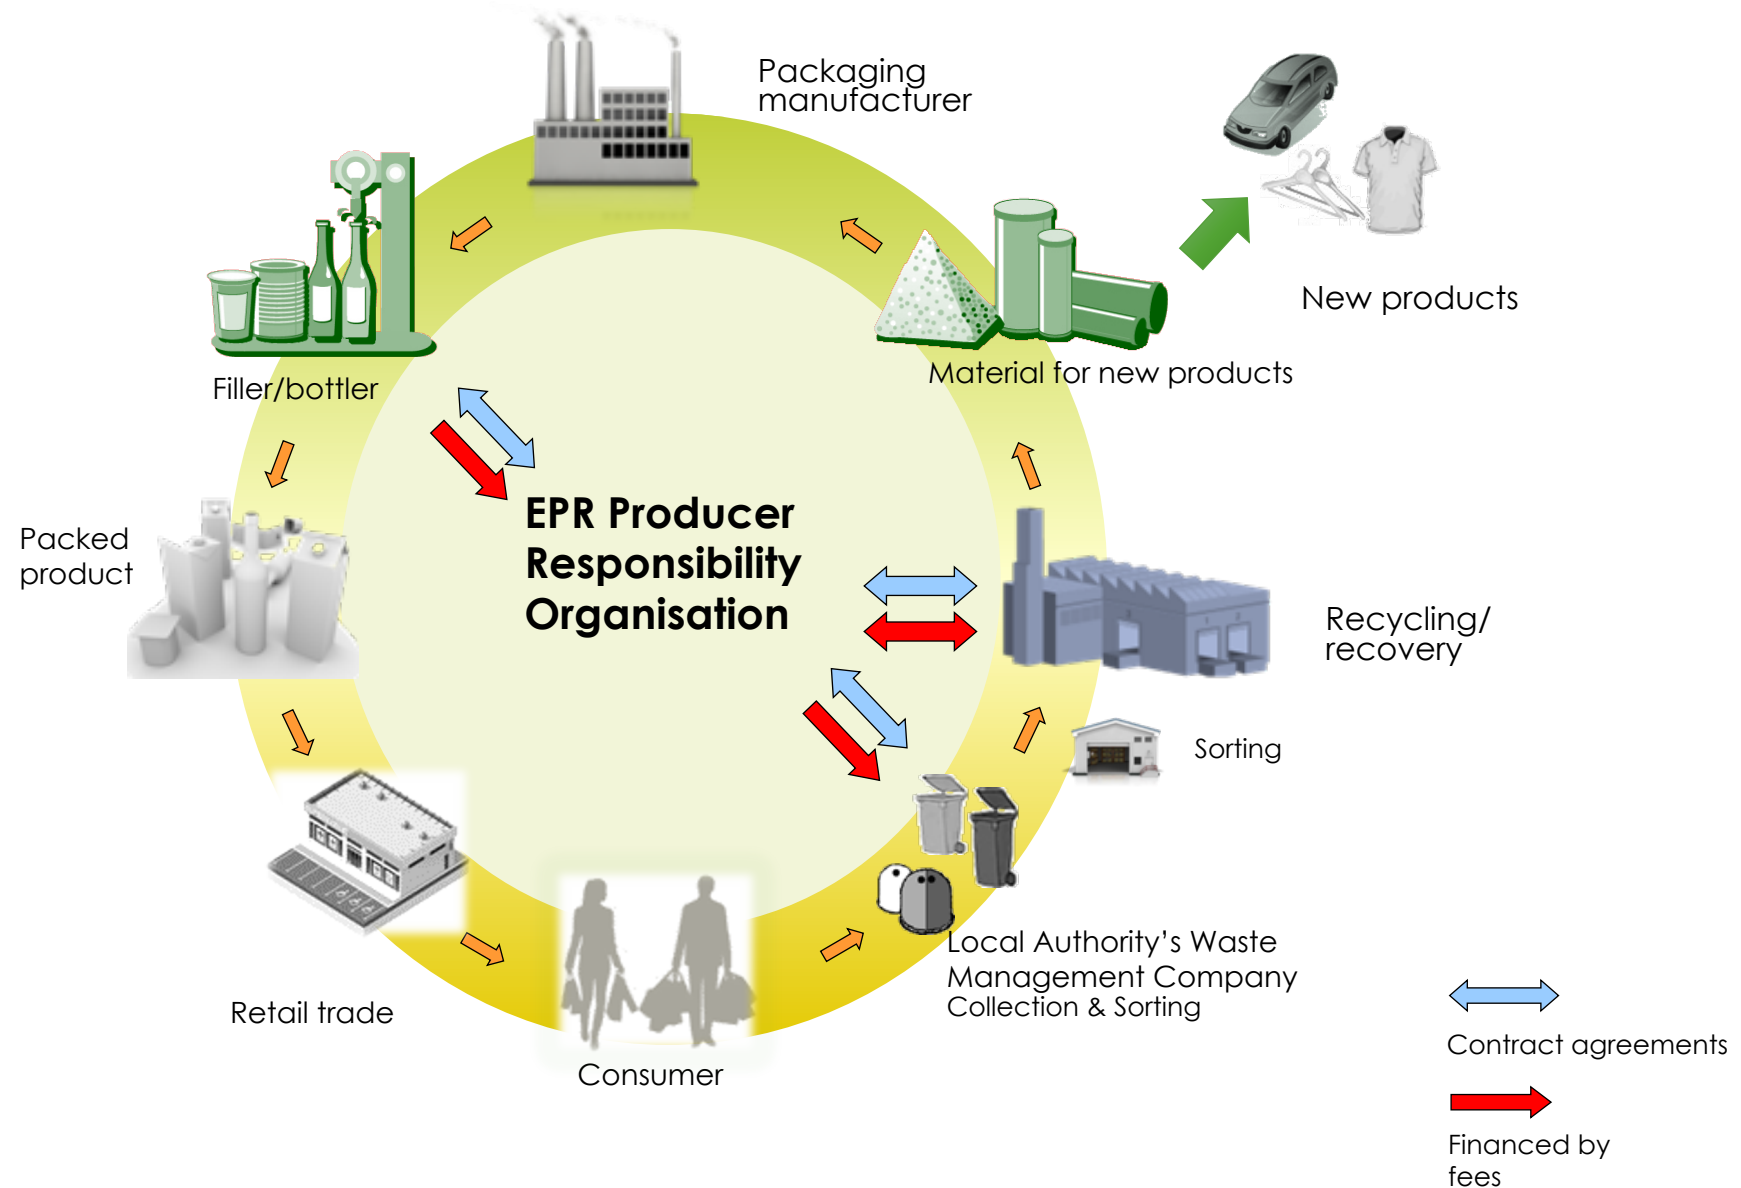 Packaging
manufacturer
New products
Material for new products
Filler/bottler
EPR Producer
Responsibility
Organisation
Packed
product
Recycling/
recovery
Sorting
Local Authority’s Waste
Management Company
Collection & Sorting
Retail trade
Consumer
Contract agreements
Financed by
fees